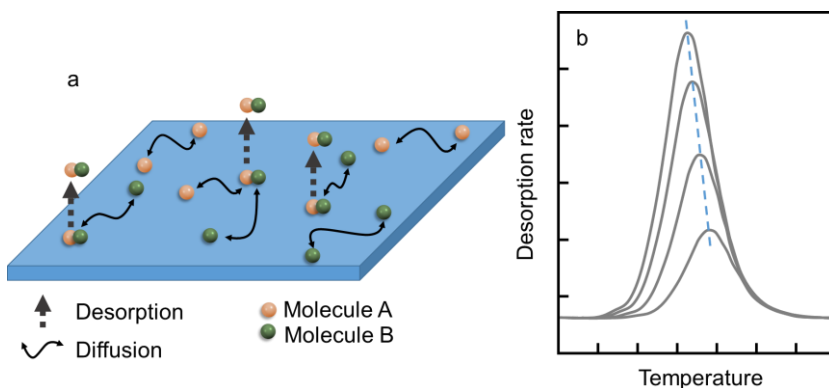 a
Desorption
Diffusion
Molecule A
Molecule B
b
Desorption rate
Temperature